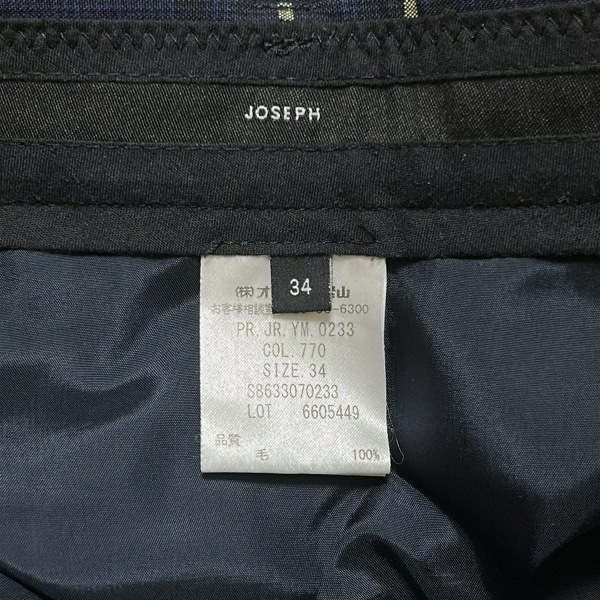 JOSEPH
34
(株)オ 山
お客様相談室 -6300
PR.JR.YM.0233
COL.770
SIZE.34
S8633070233
LOT 6605449
品質
毛 100%